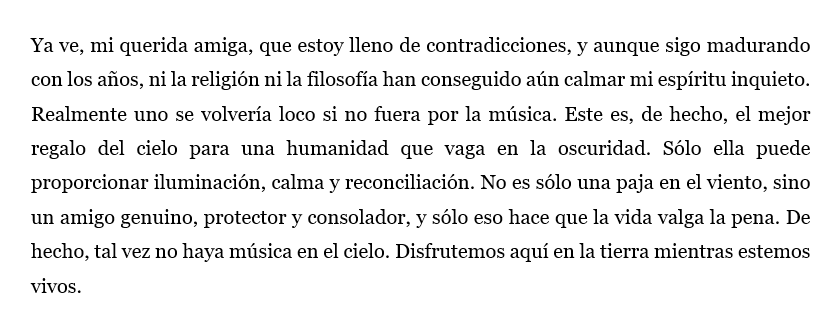 Ya ve, mi querida amiga, que estoy lleno de contradicciones, y aunque sigo madurando
con los años, ni la religión ni la filosofía han conseguido aún calmar mi espíritu inquieto.
Realmente uno se volvería loco si no fuera por la música. Este es, de hecho, el mejor
regalo del cielo para una humanidad que vaga en la oscuridad. Sólo ella puede
proporcionar iluminación, calma y reconciliación. No es sólo una paja en el viento, sino
un amigo genuino, protector y consolador, y sólo eso hace que la vida valga la pena. De
hecho, tal vez no haya música en el cielo. Disfrutemos aquí en la tierra mientras estemos
vivos.